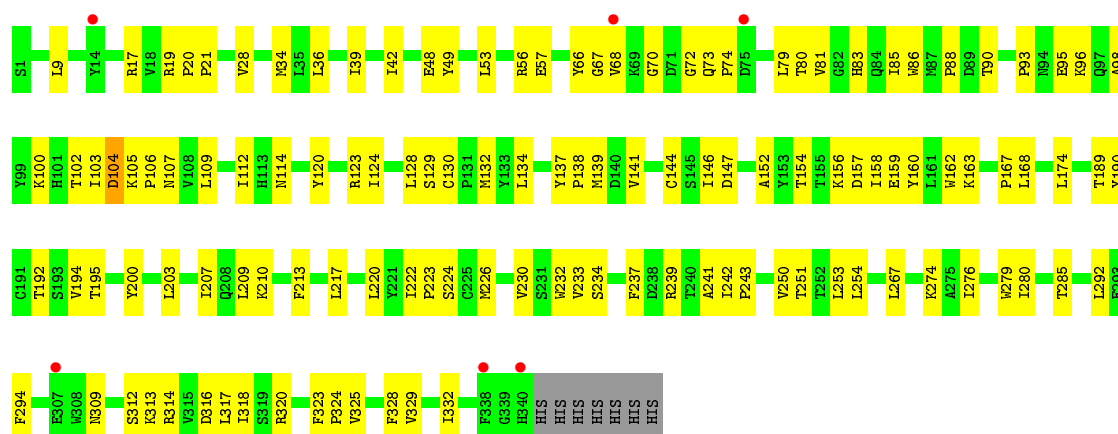 S1 L9 Y14 R17 V18 R19 P20 P21 V28 M34 L35 L36 I39 I42 E48 Y49 L53 R56 E57 Y66 G67 V68 K69 G70 D71 G72 Q73 P74 D75 L79 T80 V81 G82 H83 Q84 I85 W86 M87 P88 D89 T90 P93 N94 E95 K96 Q97 A98
Y99 K100 H101 T102 I103 D104 K105 P106 N107 V108 L109 I112 H113 N114 Y120 R123 I124 L128 S129 C130 P131 M132 Y133 L134 Y137 P138 M139 D140 V141 C144 S145 I146 D147 A152 Y153 T154 T155 K156 D157 I158 E159 Y160 L161 W162 K163 P167 L168 L174 T189 Y190
C191 T192 S193 V194 T195 Y200 L203 I207 Q208 L209 K210 F213 L217 L220 Y221 I222 P223 S224 C225 M226 V230 S231 W232 V233 S234 F237 D238 R239 T240 A241 I242 P243 V250 T251 T252 L253 L254 L267 K274 A275 I276 W279 I280 T285 L292 E293
F294 E307 W308 N309 S312 K313 R314 V315 D316 L317 I318 S319 R320 F323 P324 V325 F328 V329 I332 F338 G339 H340 HIS HIS HIS HIS HIS HIS